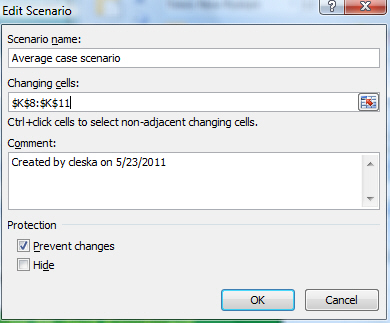 Edit Scenario
Scenario name:
Average case scenario
Changing cells:
$K$8:$K$11
Ctrl+click cells to select non-adjacent changing cells.
Comment:
Created by cleska on 5/23/2011
Protection
Prevent changes
Hide
OK Cancel